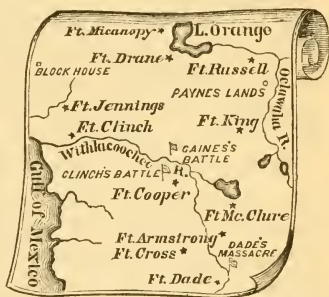 Ft. Micanopy
L. Orango
Ft. Drane
Ft. Russell
BLOCK HOUSE
PAYNES LANDS
Ocklawaha R.
Ft. Jennings
Ft. King
Ft. Clinch
Withlacoochee R.
GAINES'S
BATTLE
CLINCH'S BATTLE
Ft. Cooper
Gulf of Mexico
Ft Mc. Clure
Ft. Armstrong
DADE'S
MASSACRE
Ft. Cross
Ft. Dade